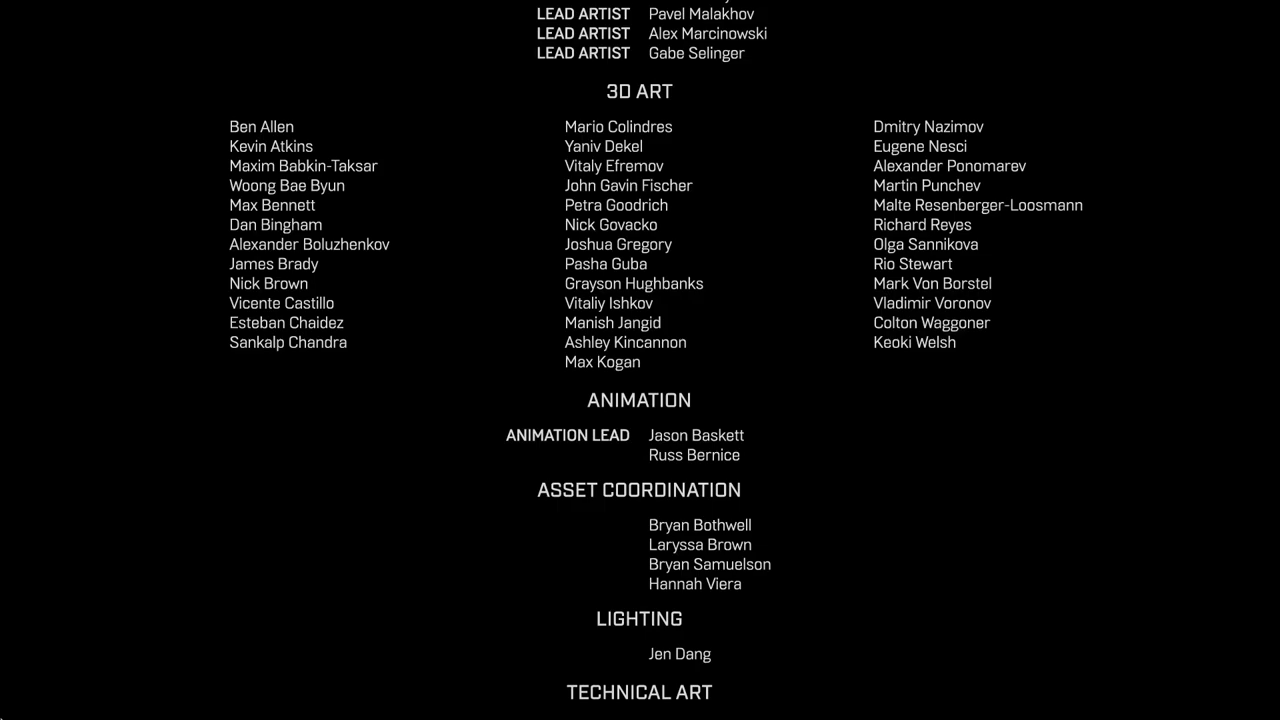 LEAD ARTIST Pavel Malakhov
LEAD ARTIST Alex Marcinowski
LEAD ARTIST Gabe Selinger
3D ART
Ben Allen
Kevin Atkins
Maxim Babkin-Taksar
Woong Bae Byun
Max Bennett
Dan Bingham
Alexander Boluzhenkov
James Brady
Nick Brown
Vicente Castillo
Esteban Chaidez
Sankalp Chandra
Mario Colindres
Yaniv Dekel
Vitaly Efremov
John Gavin Fischer
Petra Goodrich
Nick Govacko
Joshua Gregory
Pasha Guba
Grayson Hughbanks
Vitaliy Ishkov
Manish Jangid
Ashley Kincannon
Max Kogan
Dmitry Nazimov
Eugene Nesci
Alexander Ponomarev
Martin Punchev
Malte Resenberger-Loosmann
Richard Reyes
Olga Sannikova
Rio Stewart
Mark Von Borstel
Vladimir Voronov
Colton Waggoner
Keoki Welsh
ANIMATION
ANIMATION LEAD Jason Baskett
Russ Bernice
ASSET COORDINATION
Bryan Bothwell
Laryssa Brown
Bryan Samuelson
Hannah Viera
LIGHTING
Jen Dang
TECHNICAL ART